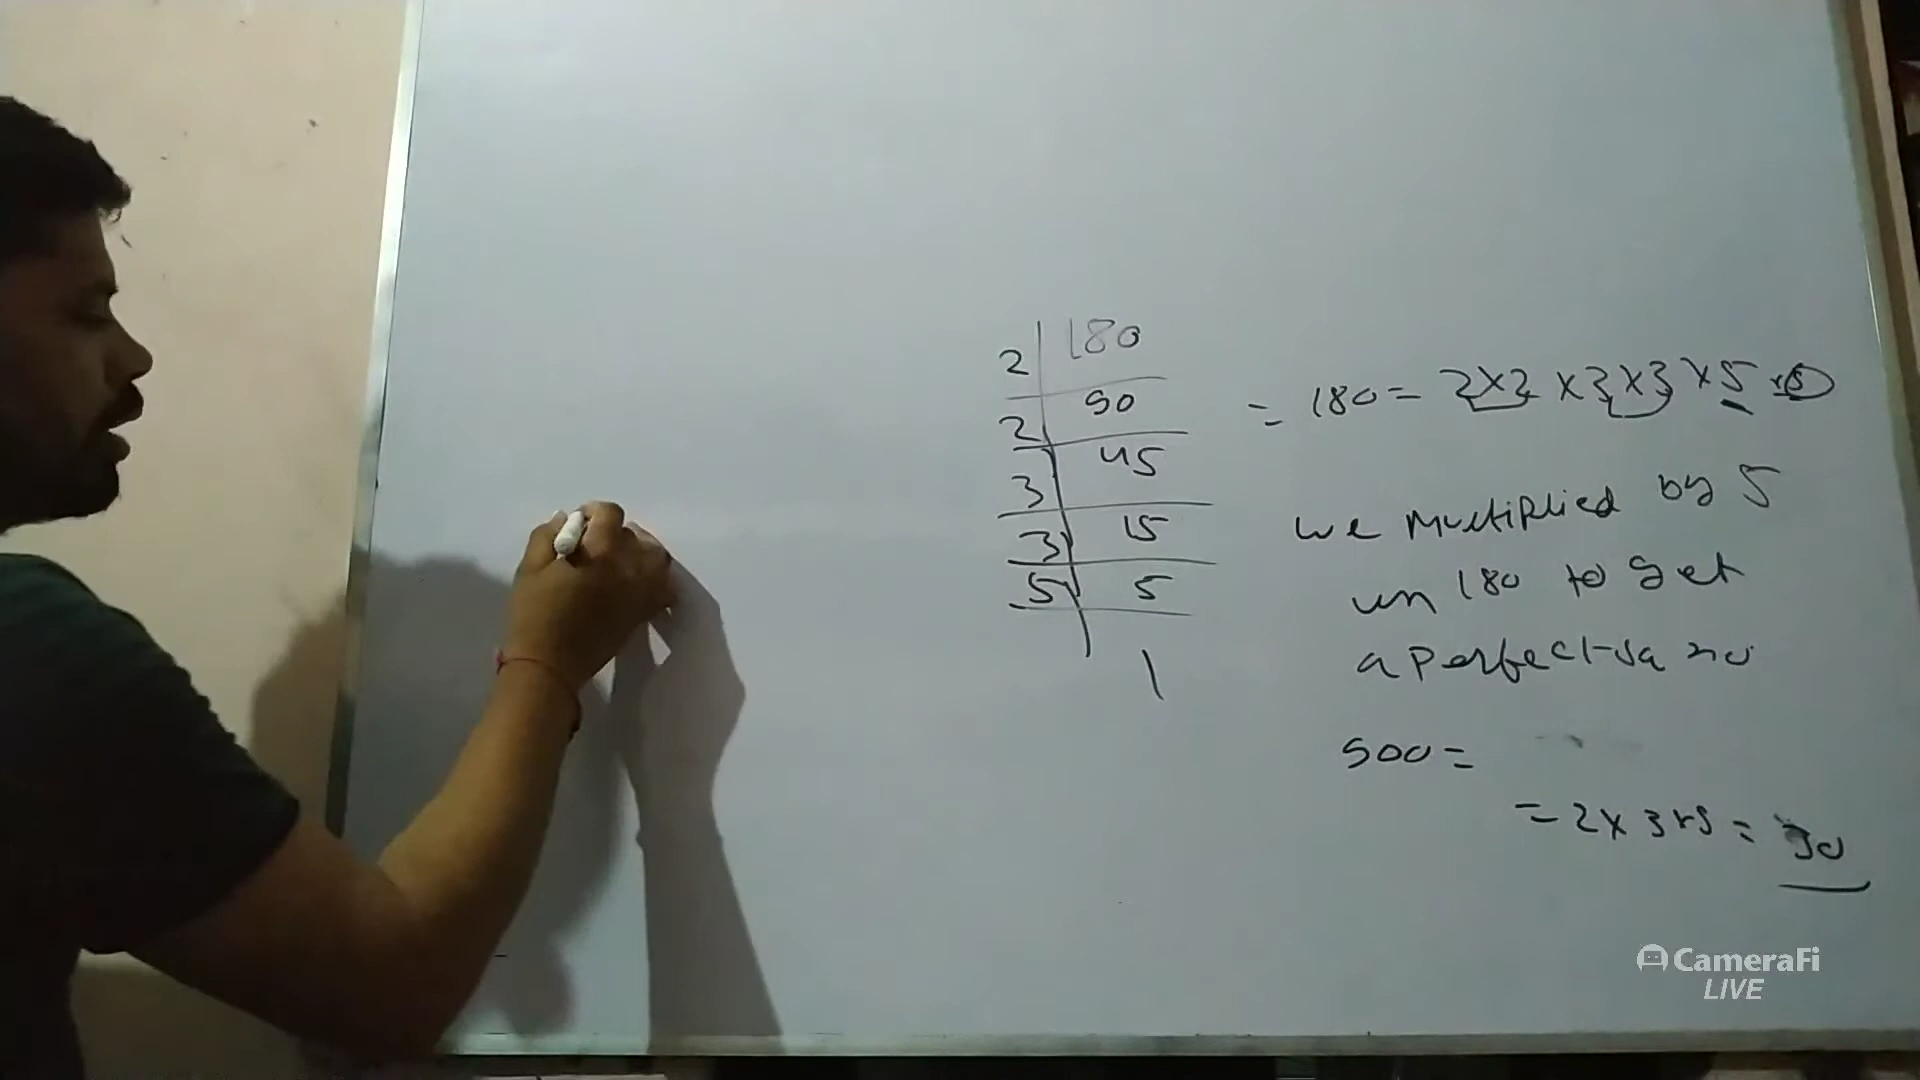 2 | 180
2 | 90
3 | 45
3 | 15
5 | 5
1
= 180 = 2×2 ×3×3 ×5 ×5
we multiplied by 5
180 to get
a perfect sq no
900 =
= 2×3×5 = 30
CameraFi
LIVE